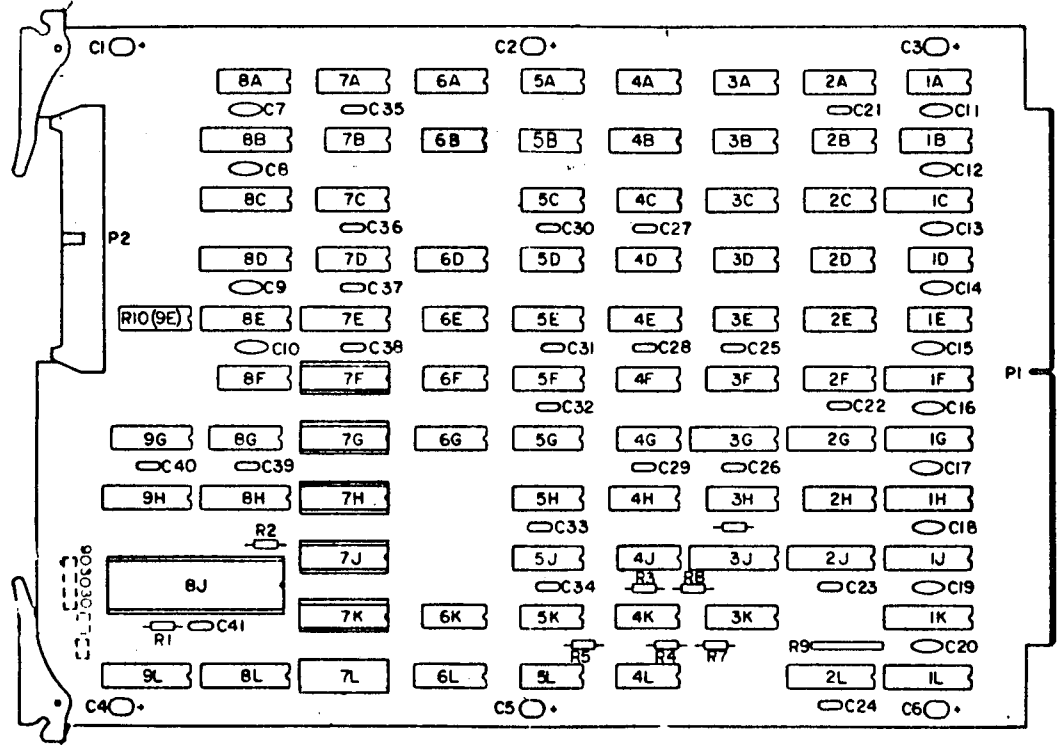 C1 + C2 + C3 +
8A 7A 6A 5A 4A 3A 2A 1A
C7 C35 C21 C11
8B 7B 6B 5B 4B 3B 2B 1B
C8 C12
8C 7C 5C 4C 3C 2C 1C
C36 C30 C27 C13
P2
8D 7D 6D 5D 4D 3D 2D 1D
C9 C37 C14
R10(9E) 8E 7E 6E 5E 4E 3E 2E 1E
C10 C38 C31 C28 C25 C15
8F 7F 6F 5F 4F 3F 2F 1F P1
C32 C22 C16
9G 8G 7G 6G 5G 4G 3G 2G 1G
C40 C39 C29 C26 C17
9H 8H 7H 5H 4H 3H 2H 1H
C33 C18
R2
7J 5J 4J 3J 2J 1J
8J R3 R8
C34 C23 C19
7K 6K 5K 4K 3K 1K
R1 C41
R5 R4 R7 R9 C20
9L 8L 7L 6L 5L 4L 2L 1L
C4 + C5 + C24 C6 +